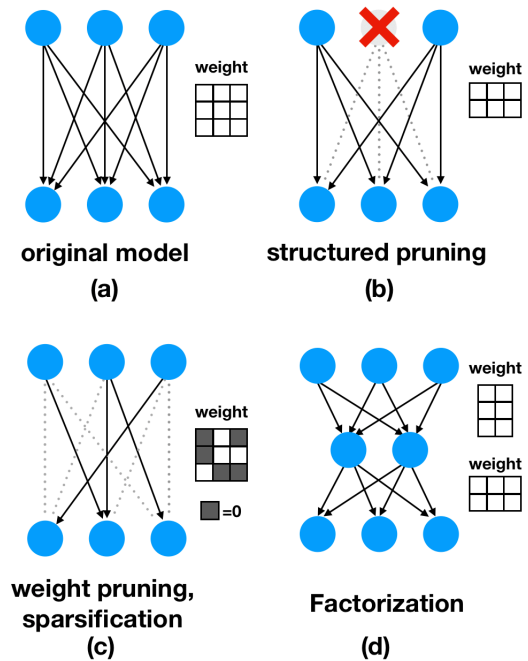 weight
original model
(a)
weight
structured pruning
(b)
weight
=0
weight pruning,
sparsification
(c)
weight
weight
Factorization
(d)